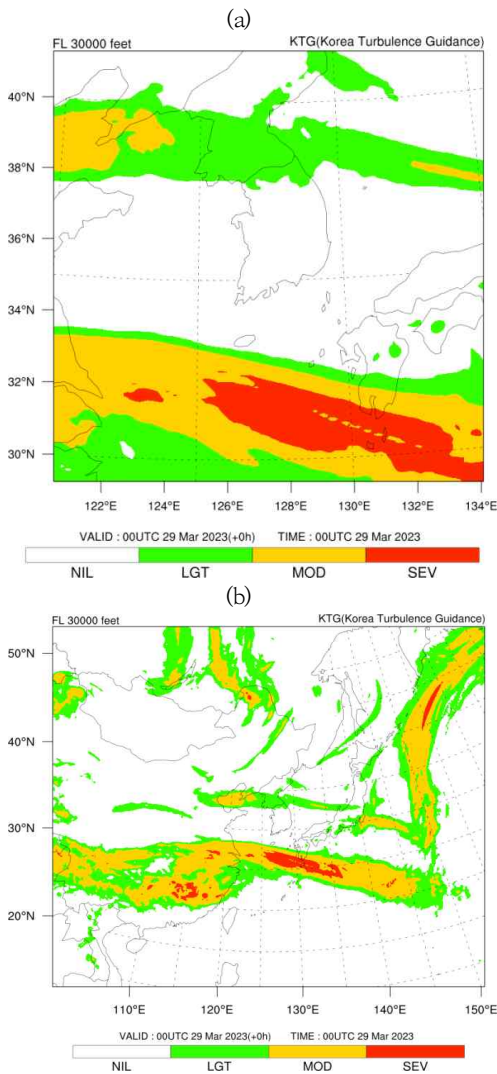 (a)
FL 30000 feet KTG(Korea Turbulence Guidance)
40°N
38°N
36°N
34°N
32°N
30°N
122°E 124°E 126°E 128°E 130°E 132°E 134°E
VALID : 00UTC 29 Mar 2023(+0h) TIME : 00UTC 29 Mar 2023
NIL LGT MOD SEV
(b)
FL 30000 feet KTG(Korea Turbulence Guidance)
50°N
40°N
30°N
20°N
110°E 120°E 130°E 140°E 150°E
VALID : 00UTC 29 Mar 2023(+0h) TIME : 00UTC 29 Mar 2023
NIL LGT MOD SEV